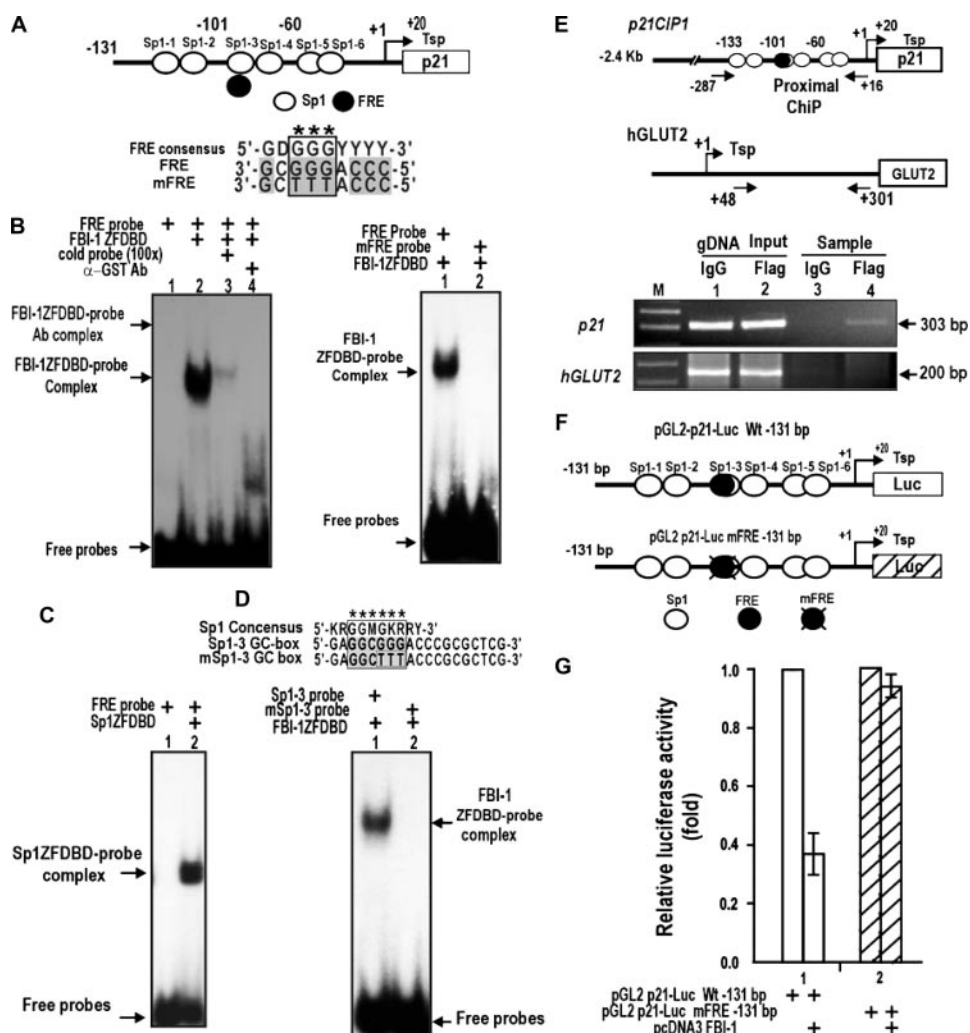 A
-101
-60
+1
+20
-131
Sp1-1 Sp1-2 Sp1-3 Sp1-4 Sp1-5 Sp1-6
Tsp
p21
Sp1 FRE
***
FRE consensus 5'-GDGGGYYYY-3'
FRE 3'-GCGGGACCC-5'
mFRE 3'-GCTTTACCC-5'
B
FRE probe + + + +
FBI-1 ZFDBD + + +
cold probe (100x) +
α-GST Ab +
1 2 3 4
FBI-1ZFDBD-probe
Ab complex
FBI-1ZFDBD-probe
Complex
Free probes
FRE Probe +
mFRE probe +
FBI-1ZFDBD + +
1 2
FBI-1
ZFDBD-probe
Complex
C
FRE probe + +
Sp1ZFDBD +
1 2
Sp1ZFDBD-probe
complex
Free probes
D
******
Sp1 Consensus 5'-KRGGMGKRRY-3'
Sp1-3 GC-box 5'-GAGGCGGGACCCGCGCTCG-3'
mSp1-3 GC box 5'-GAGGCTTTACCCGCGCTCG-3'
Sp1-3 probe +
mSp1-3 probe +
FBI-1ZFDBD + +
1 2
FBI-1
ZFDBD-probe
complex
Free probes
E
p21CIP1
-133 -101 -60 +1 +20
Tsp
-2.4 Kb
p21
-287
Proximal
ChiP
+16
hGLUT2
+1
Tsp
GLUT2
+48
+301
gDNA Input Sample
IgG Flag IgG Flag
M 1 2 3 4
p21
303 bp
hGLUT2
200 bp
F
pGL2-p21-Luc Wt -131 bp
+1 +20
Tsp
Sp1-1 Sp1-2 Sp1-3 Sp1-4 Sp1-5 Sp1-6
-131 bp
Luc
pGL2 p21-Luc mFRE -131 bp
+1 +20
Tsp
-131 bp
Luc
Sp1 FRE mFRE
G
Relative luciferase activity
(fold)
1.0
0.8
0.6
0.4
0.2
0.0
1 2
pGL2 p21-Luc Wt -131 bp + +
pGL2 p21-Luc mFRE -131 bp + +
pcDNA3 FBI-1 + +